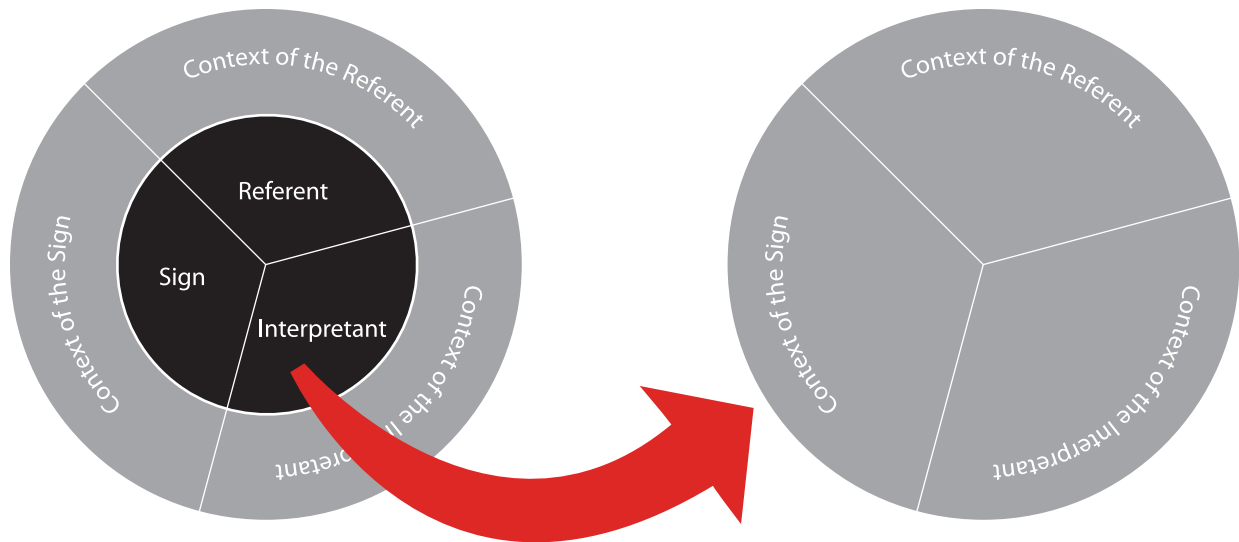 Context of the Referent
Referent
Sign
Interpretant
Context of the Sign
Context of the I pretant
Context of the Referent
Context of the Sign
Context of the Interpretant